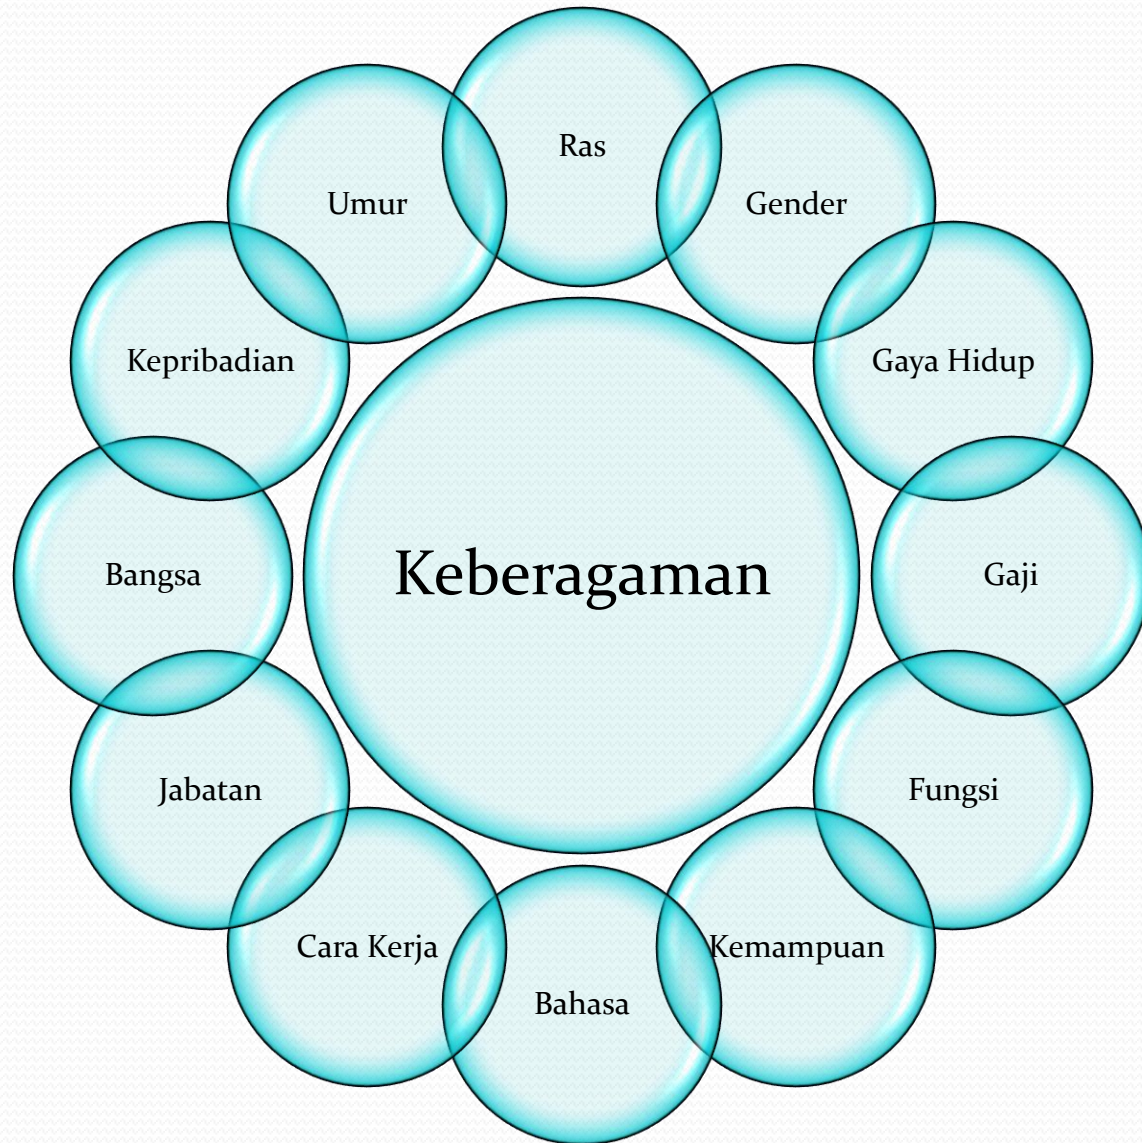 Ras
Gender
Gaya Hidup
Gaji
Fungsi
Kemampuan
Bahasa
Cara Kerja
Jabatan
Bangsa
Kepribadian
Umur
Keberagaman